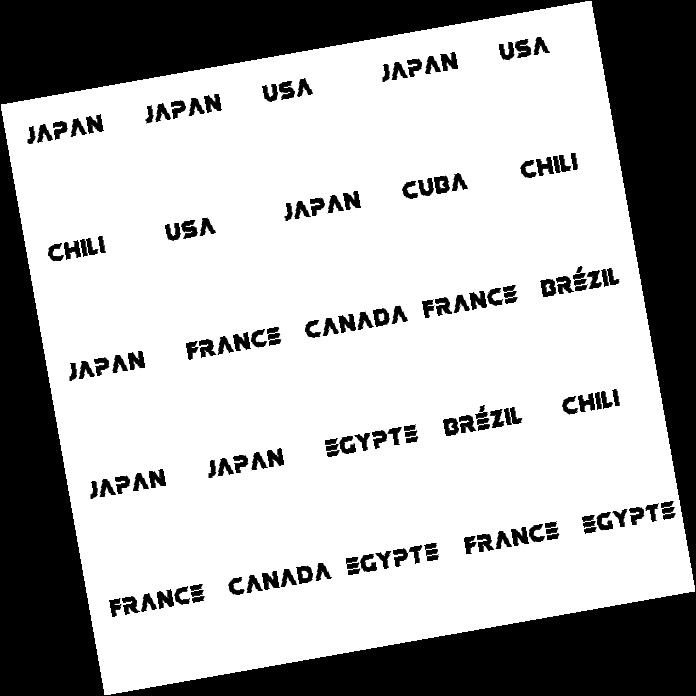 JAPAN JAPAN USA JAPAN USA
CHILI USA JAPAN CUBA CHILI
JAPAN FRANCE CANADA FRANCE BRÉZIL
JAPAN JAPAN EGYPTE BRÉZIL CHILI
FRANCE CANADA EGYPTE FRANCE EGYPTE